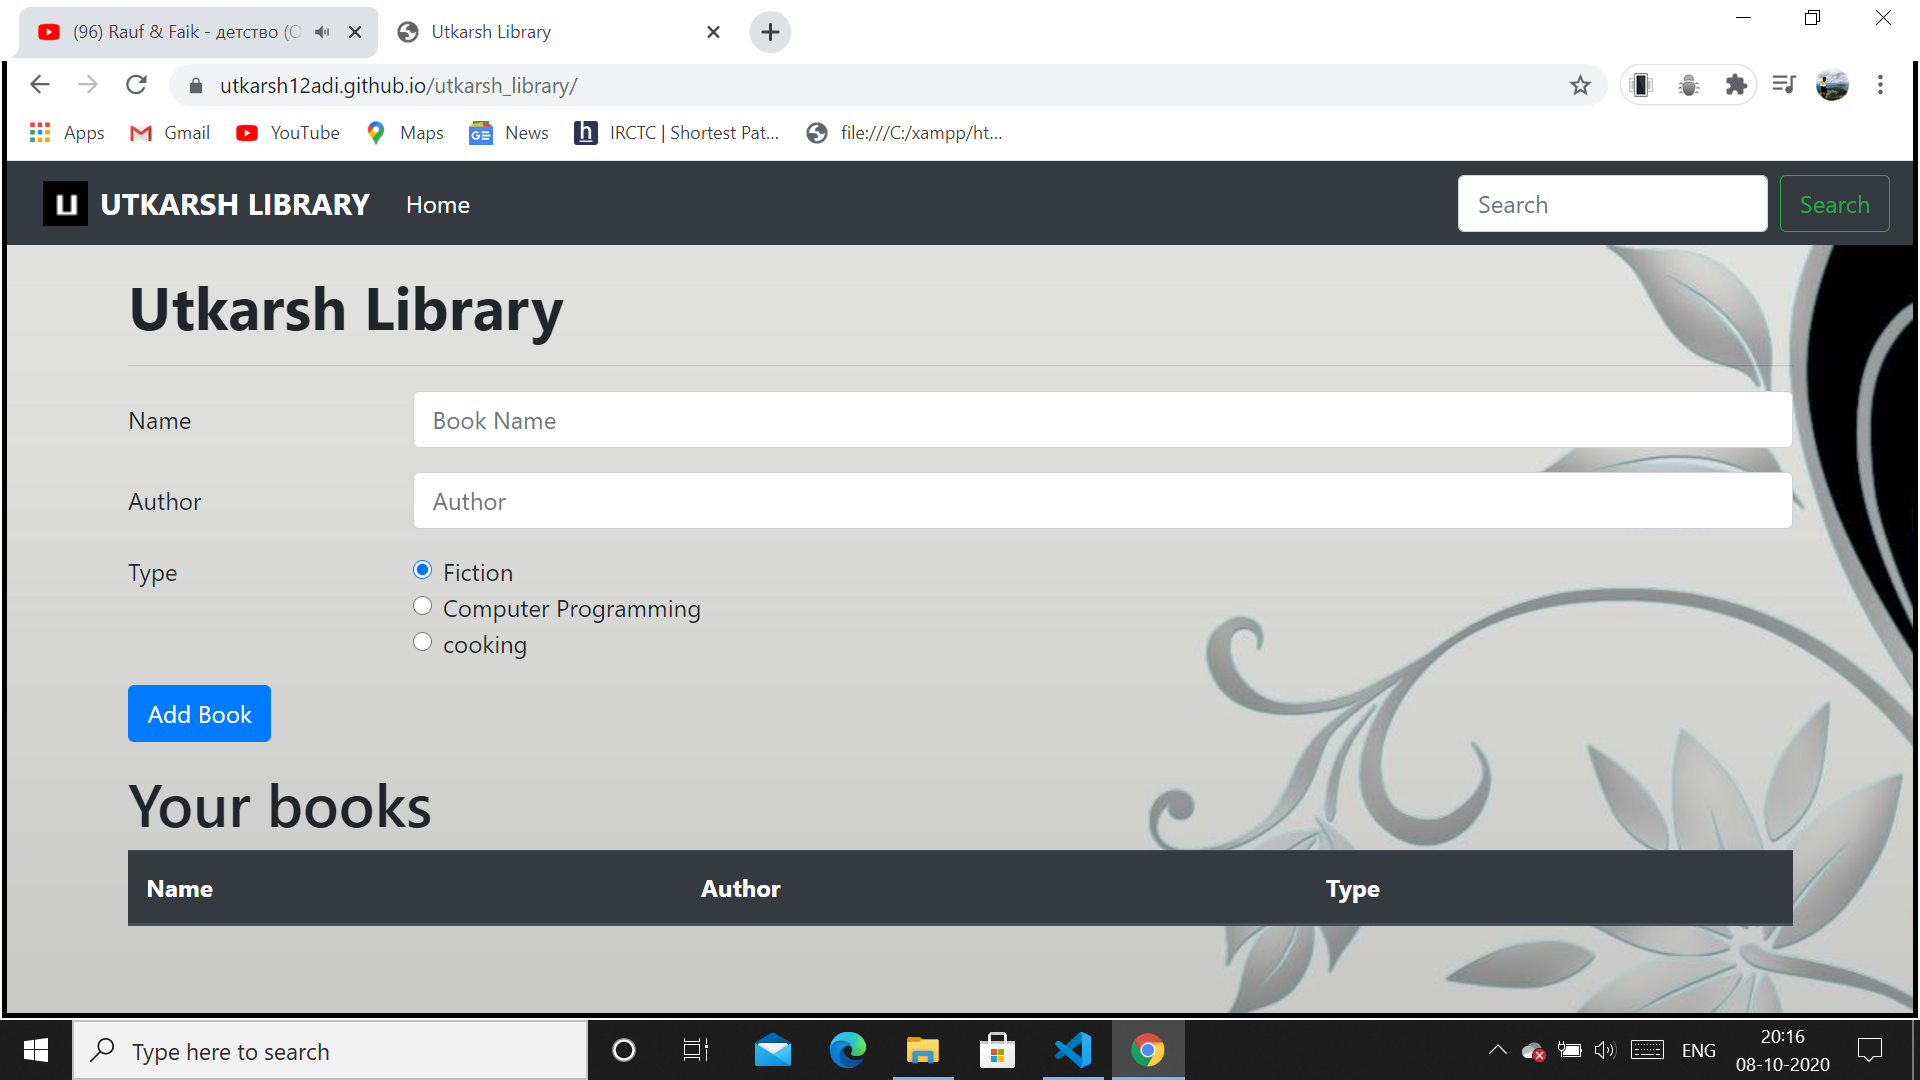 (96) Rauf & Faik - детство (О
Utkarsh Library
utkarsh12adi.github.io/utkarsh_library/
Apps
Gmail
YouTube
Maps
News
IRCTC | Shortest Pat...
file:///C:/xampp/ht...
U UTKARSH LIBRARY
Home
Search
Search
Utkarsh Library
Name
Book Name
Author
Author
Type
Fiction
Computer Programming
cooking
Add Book
Your books
Name Author Type
Type here to search
ENG
20:16
08-10-2020